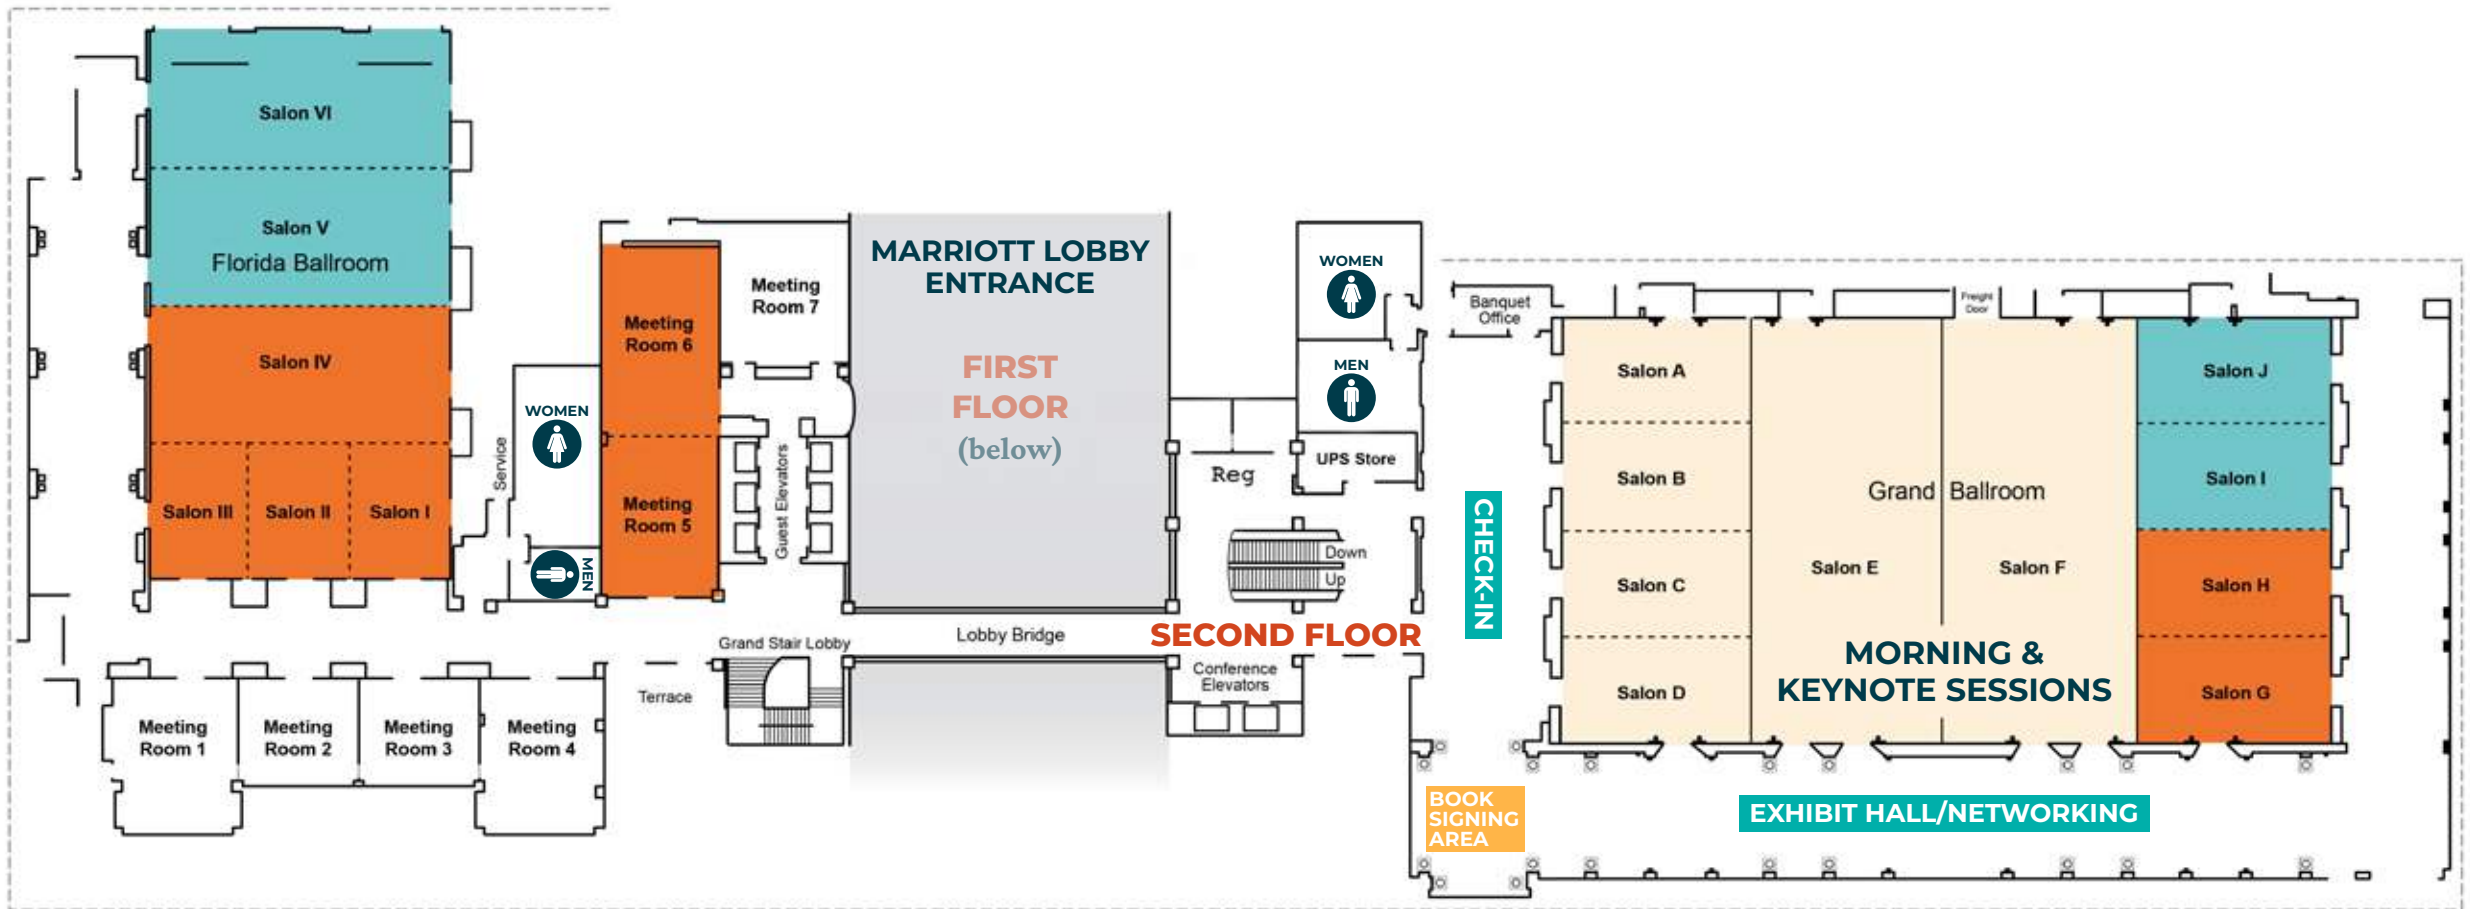 Salon VI
Salon V
Florida Ballroom
Salon IV
Salon III
Salon II
Salon I
Service
WOMEN
MEN
Meeting
Room 6
Meeting
Room 5
Meeting
Room 7
Guest Elevators
MARRIOTT LOBBY
ENTRANCE
FIRST
FLOOR
(below)
Lobby Bridge
Grand Stair Lobby
Terrace
Meeting
Room 1
Meeting
Room 2
Meeting
Room 3
Meeting
Room 4
WOMEN
MEN
UPS Store
Reg
Down
Up
SECOND FLOOR
Conference
Elevators
CHECK-IN
Banquet
Office
Freight
Door
Salon A
Salon B
Salon C
Salon D
Grand Ballroom
Salon E
Salon F
MORNING &
KEYNOTE SESSIONS
Salon J
Salon I
Salon H
Salon G
BOOK
SIGNING
AREA
EXHIBIT HALL/NETWORKING